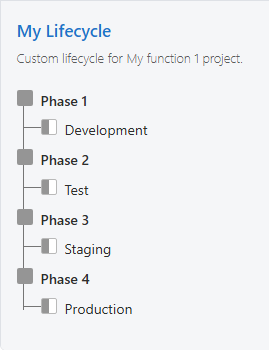 My Lifecycle
Custom lifecycle for My function 1 project.
Phase 1
Development
Phase 2
Test
Phase 3
Staging
Phase 4
Production